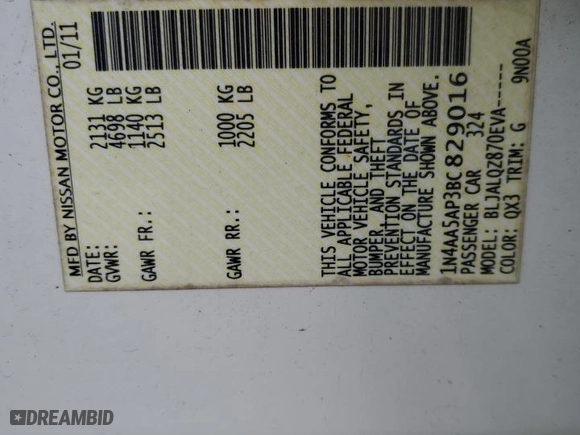 MFD BY NISSAN MOTOR CO., LTD.
DATE: 01/11
GVWR: 2131 KG
4698 LB
GAWR FR.: 1140 KG
2513 LB
GAWR RR.: 1000 KG
2205 LB
THIS VEHICLE CONFORMS TO
ALL APPLICABLE FEDERAL
MOTOR VEHICLE SAFETY,
BUMPER, AND THEFT
PREVENTION STANDARDS IN
EFFECT ON THE DATE OF
MANUFACTURE SHOWN ABOVE.
1N4AA5AP3BC829016
PASSENGER CAR 324
MODEL: BLJALQ2870EVA-----
COLOR: QX3 TRIM: G 9N00A
DREAMBID